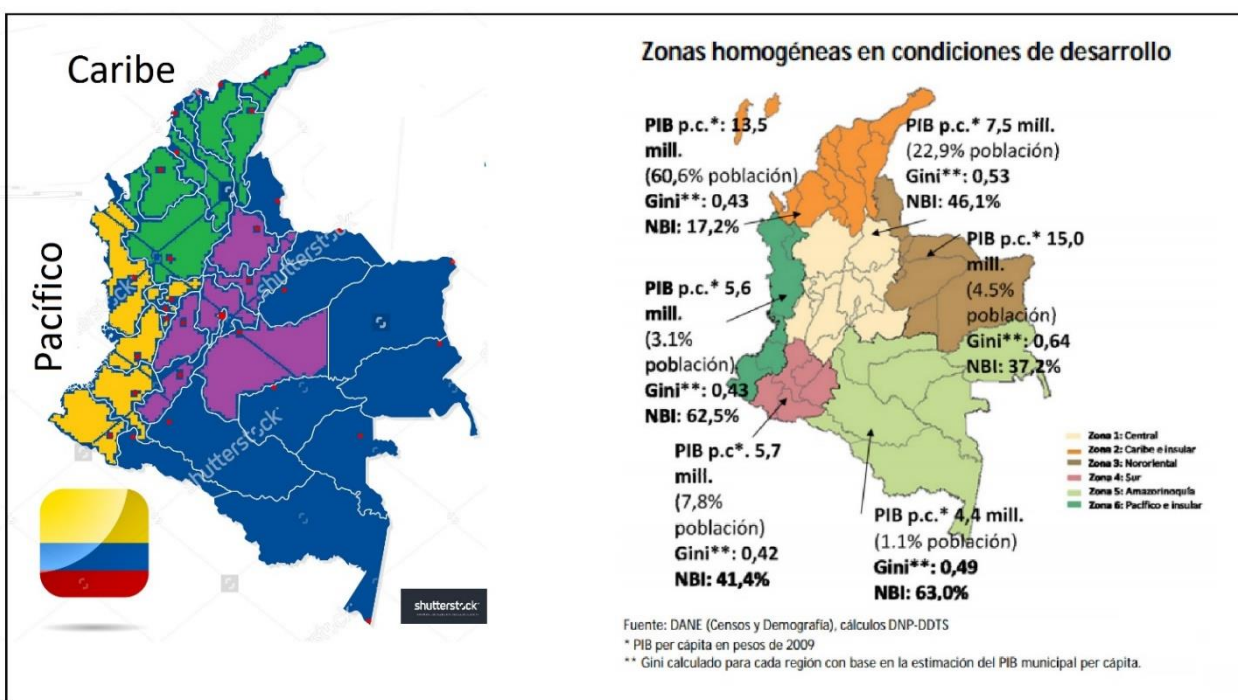 Caribe
Pacífico
shutterstock
shutterstock
shutterstock
shutterstock
Zonas homogéneas en condiciones de desarrollo
PIB p.c.*: 13,5
mill.
(60,6% población)
Gini**: 0,43
NBI: 17,2%
PIB p.c.* 7,5 mill.
(22,9% población)
Gini**: 0,53
NBI: 46,1%
PIB p.c.* 15,0
mill.
(4.5%
población)
Gini**: 0,64
NBI: 37,2%
PIB p.c.* 5,6
mill.
(3.1%
población)
Gini**: 0,43
NBI: 62,5%
PIB p.c*. 5,7
mill.
(7,8%
población)
Gini**: 0,42
NBI: 41,4%
PIB p.c.* 4,4 mill.
(1.1% población)
Gini**: 0,49
NBI: 63,0%
Zona 1: Central
Zona 2: Caribe e insular
Zona 3: Nororiental
Zona 4: Sur
Zona 5: Amazorinoquía
Zona 6: Pacífico e insular
Fuente: DANE (Censos y Demografia), cálculos DNP-DDTS
* PIB per cápita en pesos de 2009
** Gini calculado para cada región con base en la estimación del PIB municipal per cápita.